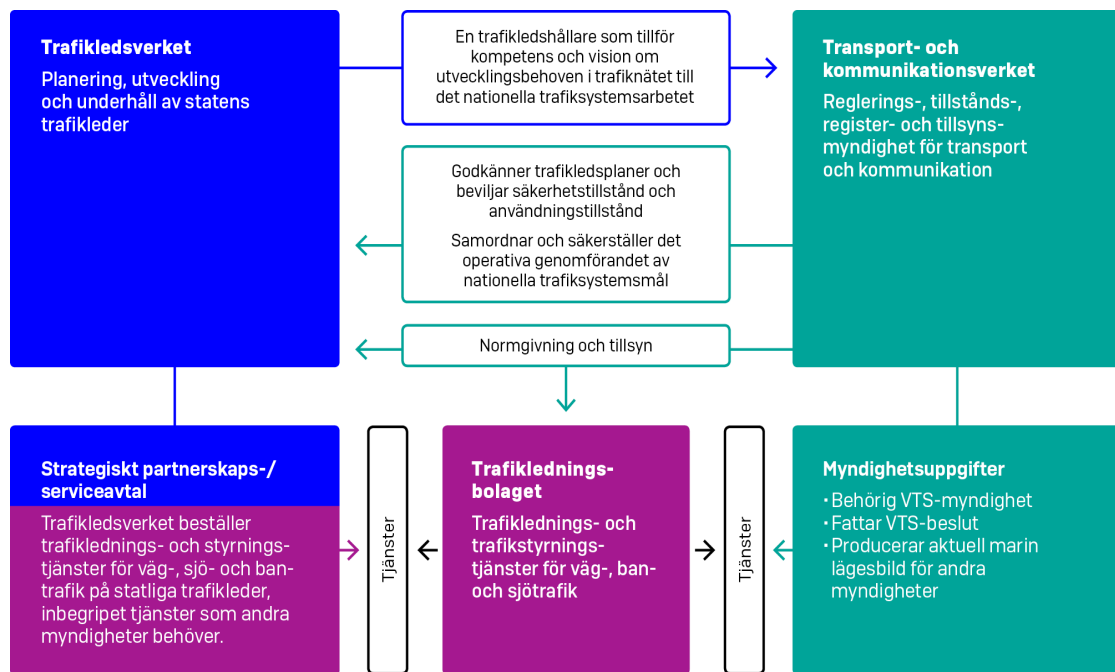 Trafikledsverket
Planering, utveckling
och underhåll av statens
trafikleder
En trafikledshållare som tillför
kompetens och vision om
utvecklingsbehoven i trafiknätet till
det nationella trafiksystemsarbetet
Transport- och
kommunikationsverket
Reglerings-, tillstånds-,
register- och tillsyns-
myndighet för transport
och kommunikation
Godkänner trafikledsplaner och
beviljar säkerhetstillstånd och
användningstillstånd
Samordnar och säkerställer det
operativa genomförandet av
nationella trafiksystemsmål
Normgivning och tillsyn
Strategiskt partnerskaps-/
serviceavtal
Trafikledsverket beställer
trafiklednings- och styrnings-
tjänster för väg-, sjö- och ban-
trafik på statliga trafikleder,
inbegripet tjänster som andra
myndigheter behöver.
Tjänster
Trafiklednings-
bolaget
Trafiklednings- och
trafikstyrnings-
tjänster för väg-, ban-
och sjötrafik
Tjänster
Myndighetsuppgifter
• Behörig VTS-myndighet
• Fattar VTS-beslut
• Producerar aktuell marin
lägesbild för andra
myndigheter